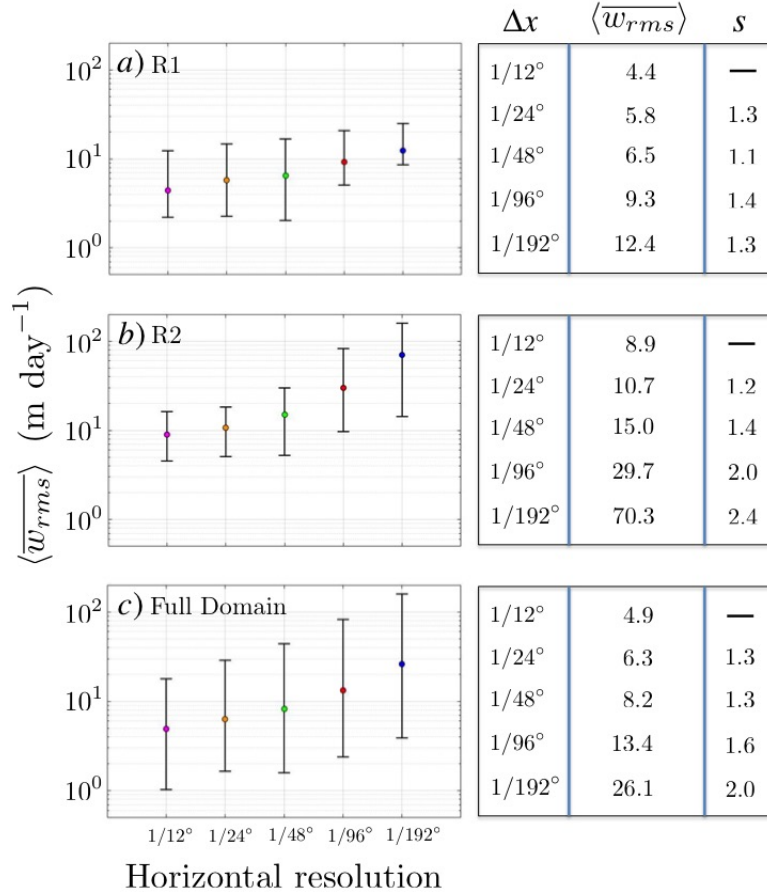 Δx ⟨w̅r̅m̅s̅⟩ s
a) R1
10² 10¹ 10⁰
1/12° 4.4 —
1/24° 5.8 1.3
1/48° 6.5 1.1
1/96° 9.3 1.4
1/192° 12.4 1.3
b) R2
10² 10¹ 10⁰
1/12° 8.9 —
1/24° 10.7 1.2
1/48° 15.0 1.4
1/96° 29.7 2.0
1/192° 70.3 2.4
c) Full Domain
10² 10¹ 10⁰
1/12° 4.9 —
1/24° 6.3 1.3
1/48° 8.2 1.3
1/96° 13.4 1.6
1/192° 26.1 2.0
⟨w̅r̅m̅s̅⟩ (m day⁻¹)
1/12° 1/24° 1/48° 1/96° 1/192°
Horizontal resolution